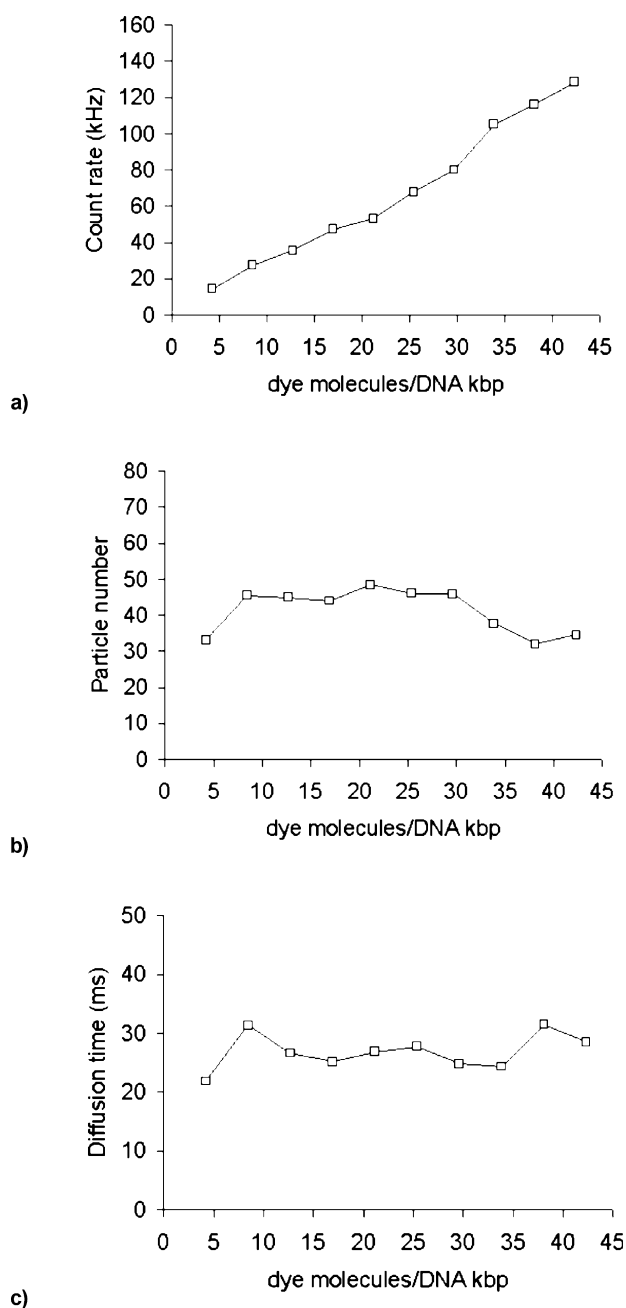 160
140
120
100
80
60
40
20
0
Count rate (kHz)
0 5 10 15 20 25 30 35 40 45
dye molecules/DNA kbp
a)
80
70
60
50
40
30
20
10
0
Particle number
0 5 10 15 20 25 30 35 40 45
dye molecules/DNA kbp
b)
50
40
30
20
10
0
Diffusion time (ms)
0 5 10 15 20 25 30 35 40 45
dye molecules/DNA kbp
c)